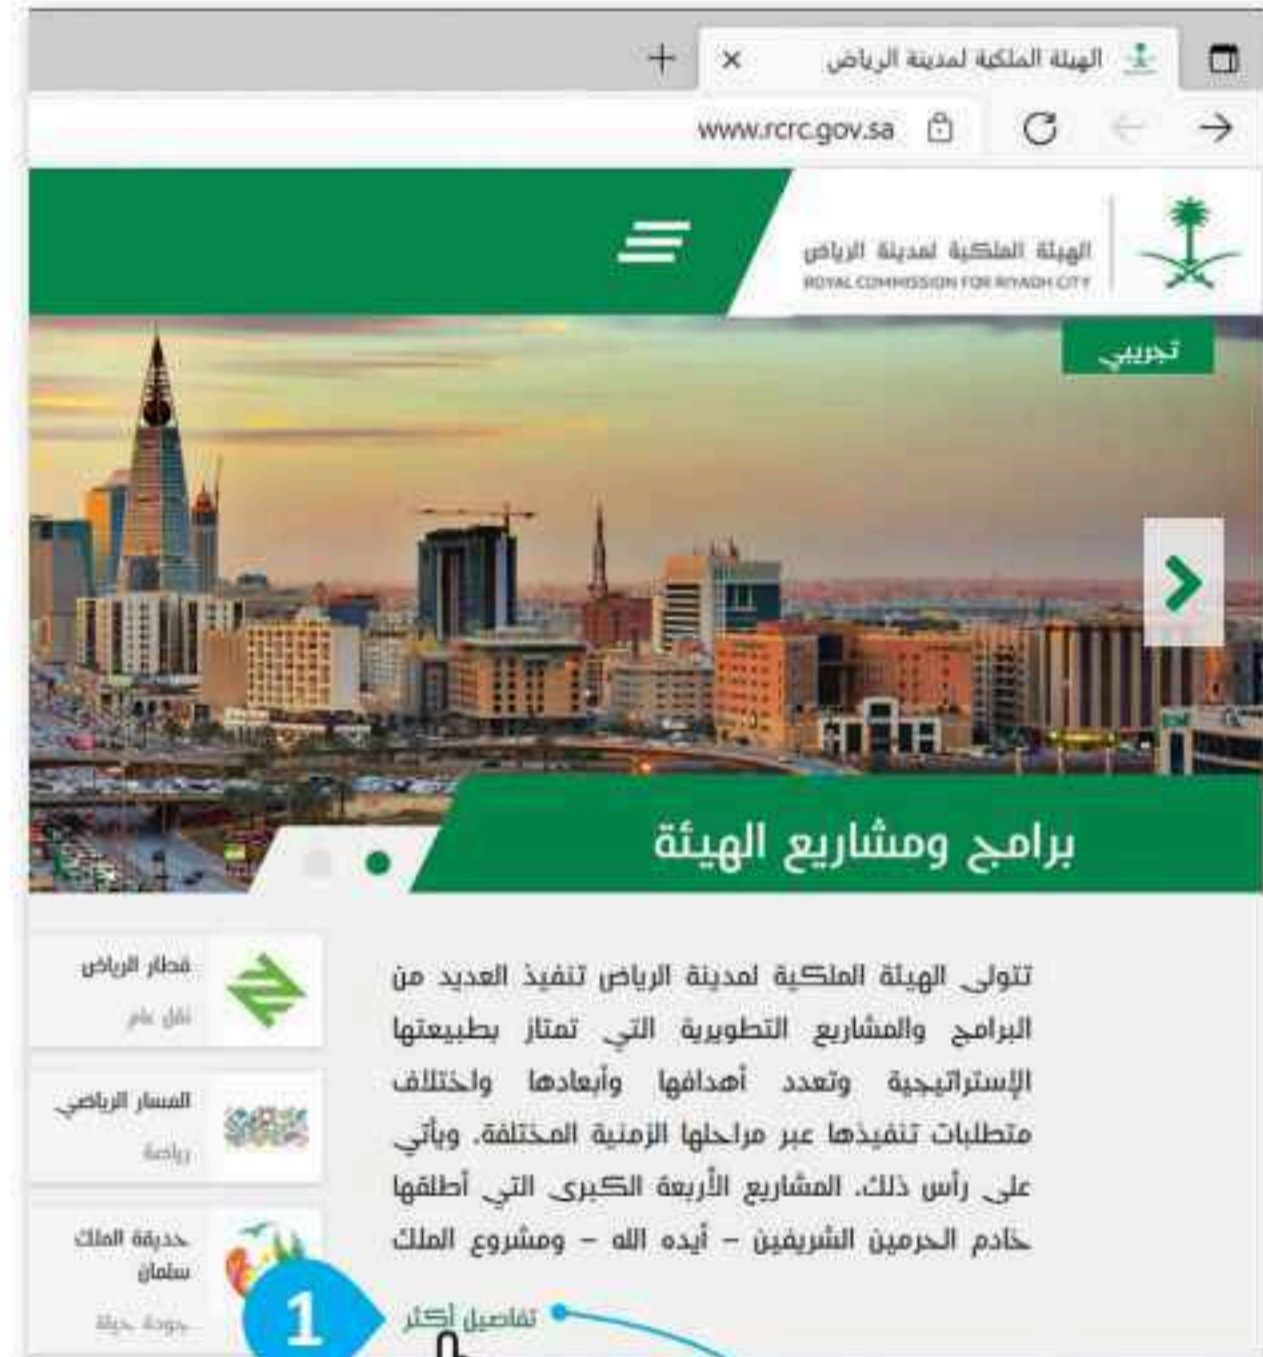 الهيئة الملكية لمدينة الرياض
www.rcrc.gov.sa
الهيئة الملكية لمدينة الرياض
ROYAL COMMISSION FOR RIYADH CITY
تجريبي
برامج ومشاريع الهيئة
تتولى الهيئة الملكية لمدينة الرياض تنفيذ العديد من
البرامج والمشاريع التطويرية التي تمتاز بطبيعتها
الإستراتيجية وتعدد أهدافها وأبعادها واختلاف
متطلبات تنفيذها عبر مراحلها الزمنية المختلفة. ويأتي
على رأس ذلك. المشاريع الأربعة الكبرى التي أطلقها
خادم الحرمين الشريفين – أيده الله – ومشروع الملك
تفاصيل أكثر
1
قطار الرياض
نقل عام
المسار الرياضي
رياضة
حديقة الملك
سلمان
جودة حياة